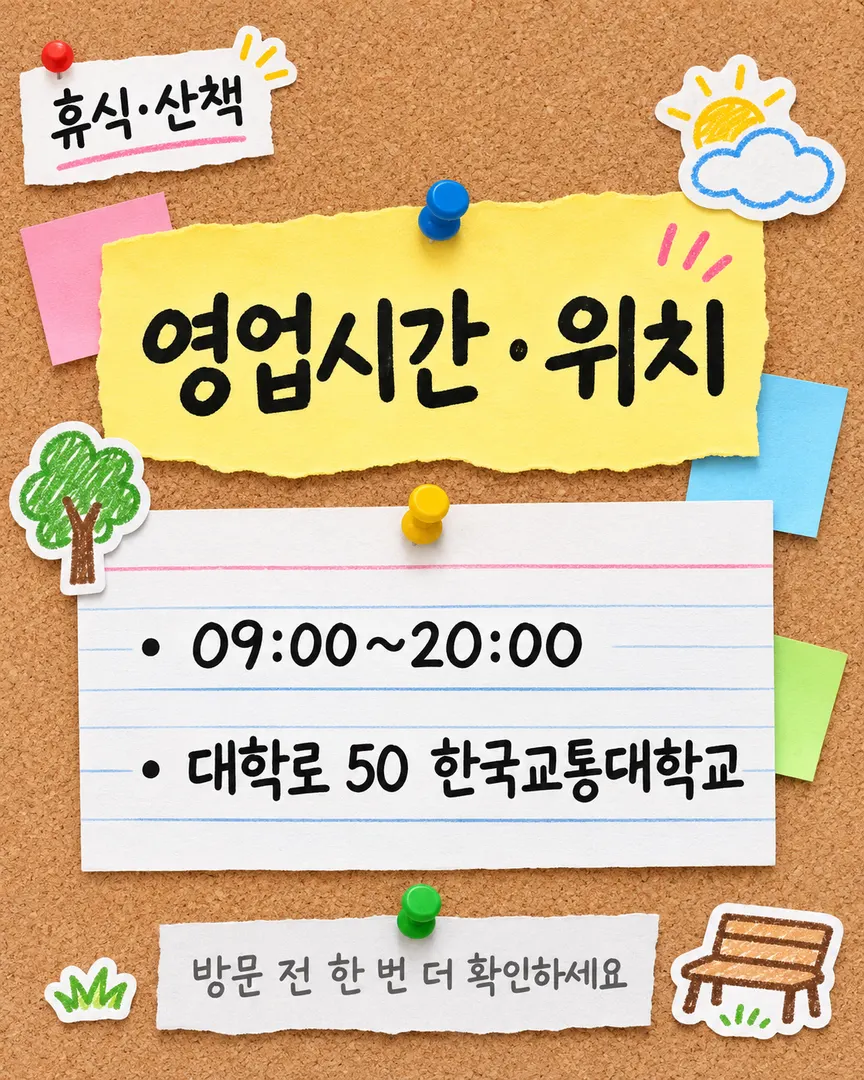 휴식·산책
영업시간·위치
• 09:00~20:00
• 대학로 50 한국교통대학교
방문 전 한 번 더 확인하세요